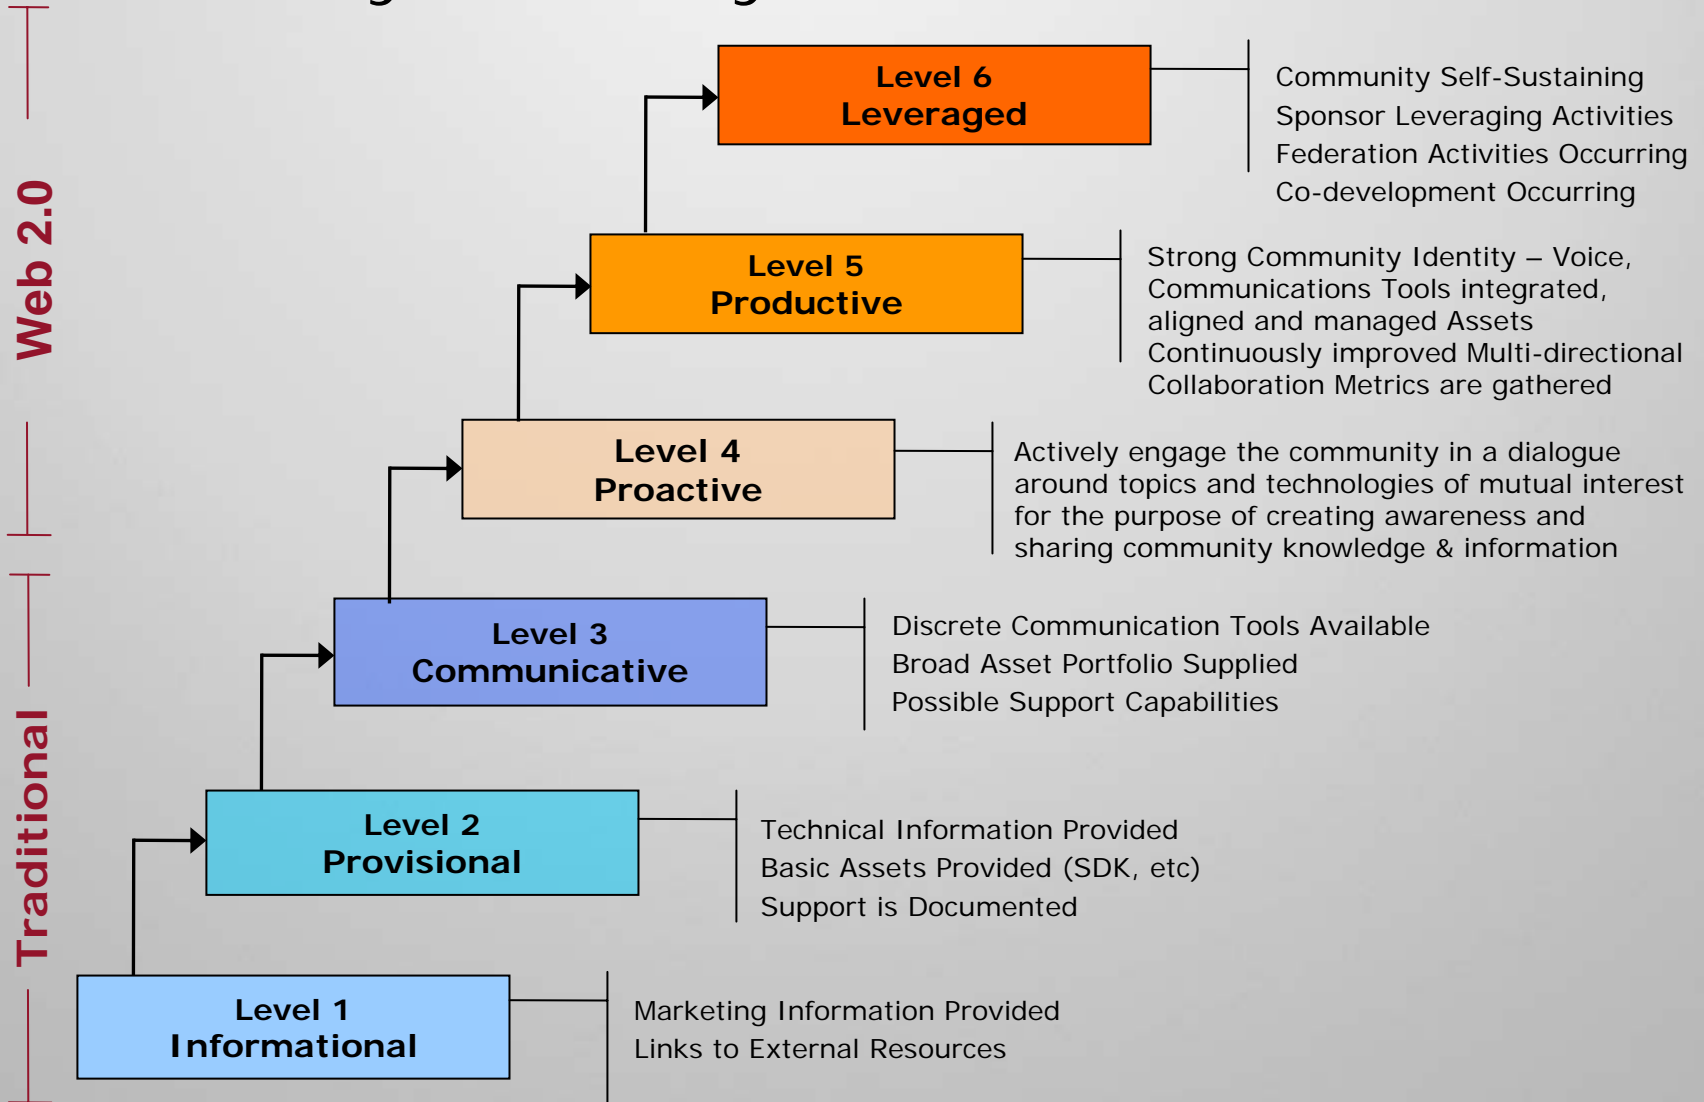 Web 2.0
Level 6
Leveraged
Community Self-Sustaining
Sponsor Leveraging Activities
Federation Activities Occurring
Co-development Occurring
Level 5
Productive
Strong Community Identity – Voice,
Communications Tools integrated,
aligned and managed Assets
Continuously improved Multi-directional
Collaboration Metrics are gathered
Level 4
Proactive
Actively engage the community in a dialogue
around topics and technologies of mutual interest
for the purpose of creating awareness and
sharing community knowledge & information
Traditional
Level 3
Communicative
Discrete Communication Tools Available
Broad Asset Portfolio Supplied
Possible Support Capabilities
Level 2
Provisional
Technical Information Provided
Basic Assets Provided (SDK, etc)
Support is Documented
Level 1
Informational
Marketing Information Provided
Links to External Resources